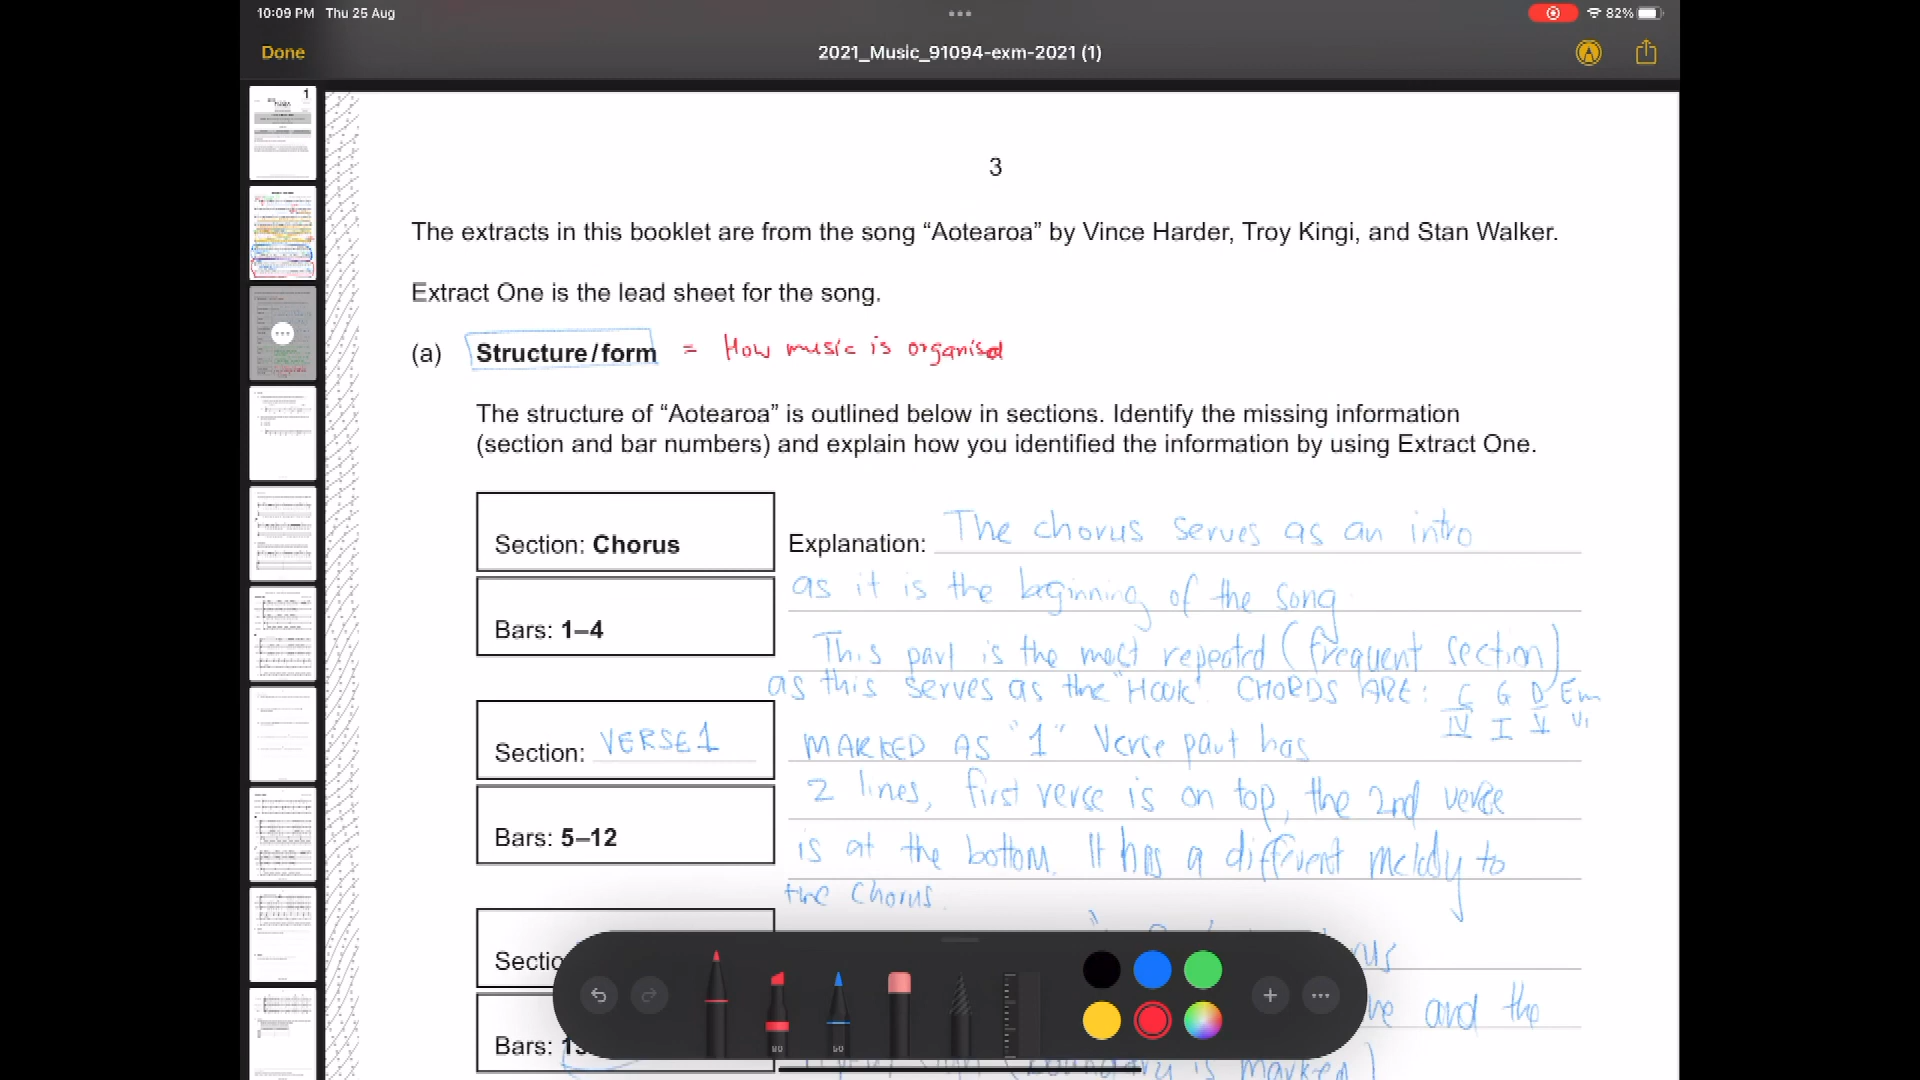 10:09 PM Thu 25 Aug
82%
Done
2021_Music_91094-exm-2021 (1)
1
3
The extracts in this booklet are from the song “Aotearoa” by Vince Harder, Troy Kingi, and Stan Walker.
Extract One is the lead sheet for the song.
(a) Structure / form = How music is organised
The structure of “Aotearoa” is outlined below in sections. Identify the missing information
(section and bar numbers) and explain how you identified the information by using Extract One.
Section: Chorus
Explanation: The chorus serves as an intro
as it is the beginning of the song
Bars: 1–4
This part is the most repeated (frequent section)
as this serves as the "Hook". CHORDS ARE: C G D Em
IV I V VI
Section: VERSE 1
MARKED AS "1" Verse part has
2 lines, first verse is on top, the 2nd verse
Bars: 5–12
is at the bottom. It has a different melody to
the chorus.
Sectio
and the
Bars:
is marked)
80
50